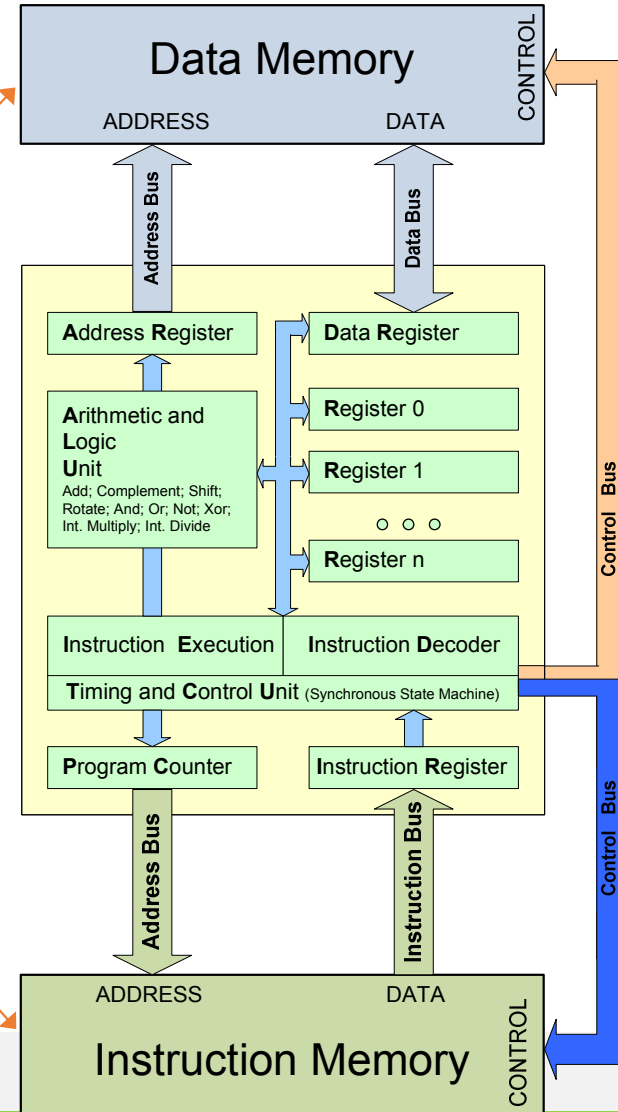 Data Memory
CONTROL
ADDRESS
DATA
Address Bus
Data Bus
Address Register
Data Register
Arithmetic and
Logic
Unit
Add; Complement; Shift;
Rotate; And; Or; Not; Xor;
Int. Multiply; Int. Divide
Register 0
Register 1
Register n
Control Bus
Instruction Execution
Instruction Decoder
Timing and Control Unit (Synchronous State Machine)
Program Counter
Instruction Register
Control Bus
Address Bus
Instruction Bus
ADDRESS
DATA
CONTROL
Instruction Memory